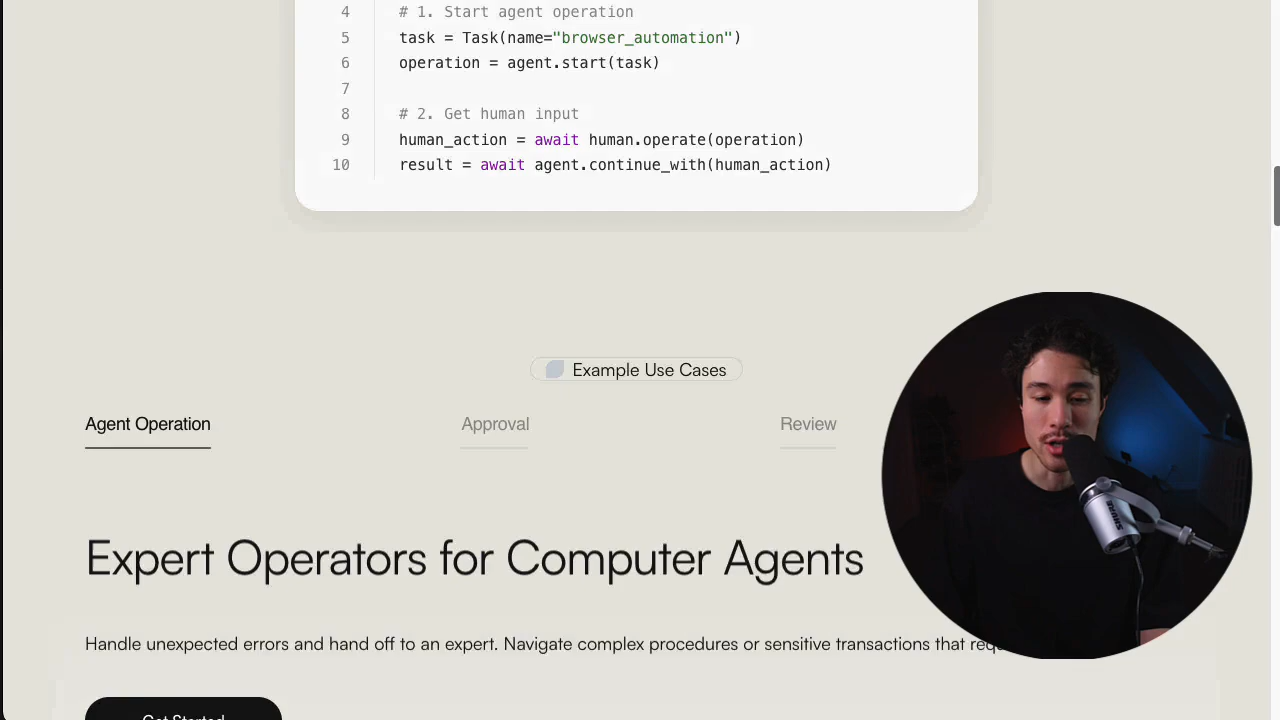 4 # 1. Start agent operation
5 task = Task(name="browser_automation")
6 operation = agent.start(task)
7
8 # 2. Get human input
9 human_action = await human.operate(operation)
10 result = await agent.continue_with(human_action)
Example Use Cases
Agent Operation Approval Review
Expert Operators for Computer Agents
Handle unexpected errors and hand off to an expert. Navigate complex procedures or sensitive transactions that
Get Started
SHURE